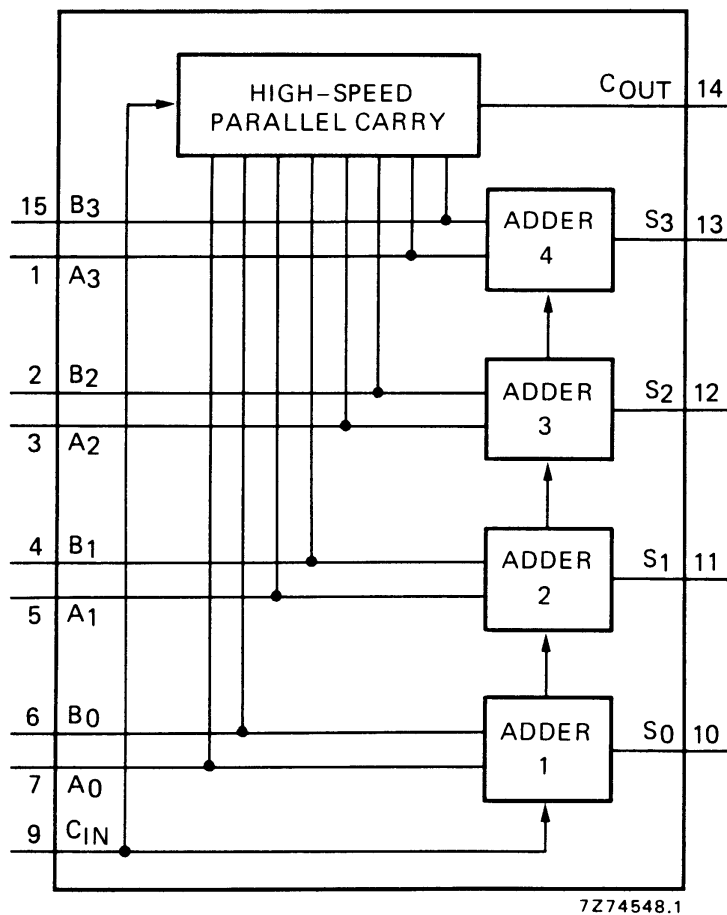 HIGH-SPEED
PARALLEL CARRY
COUT 14
15 B3
ADDER
4
S3 13
1 A3
2 B2
ADDER
3
S2 12
3 A2
4 B1
ADDER
2
S1 11
5 A1
6 B0
ADDER
1
S0 10
7 A0
9 CIN
7Z74548.1